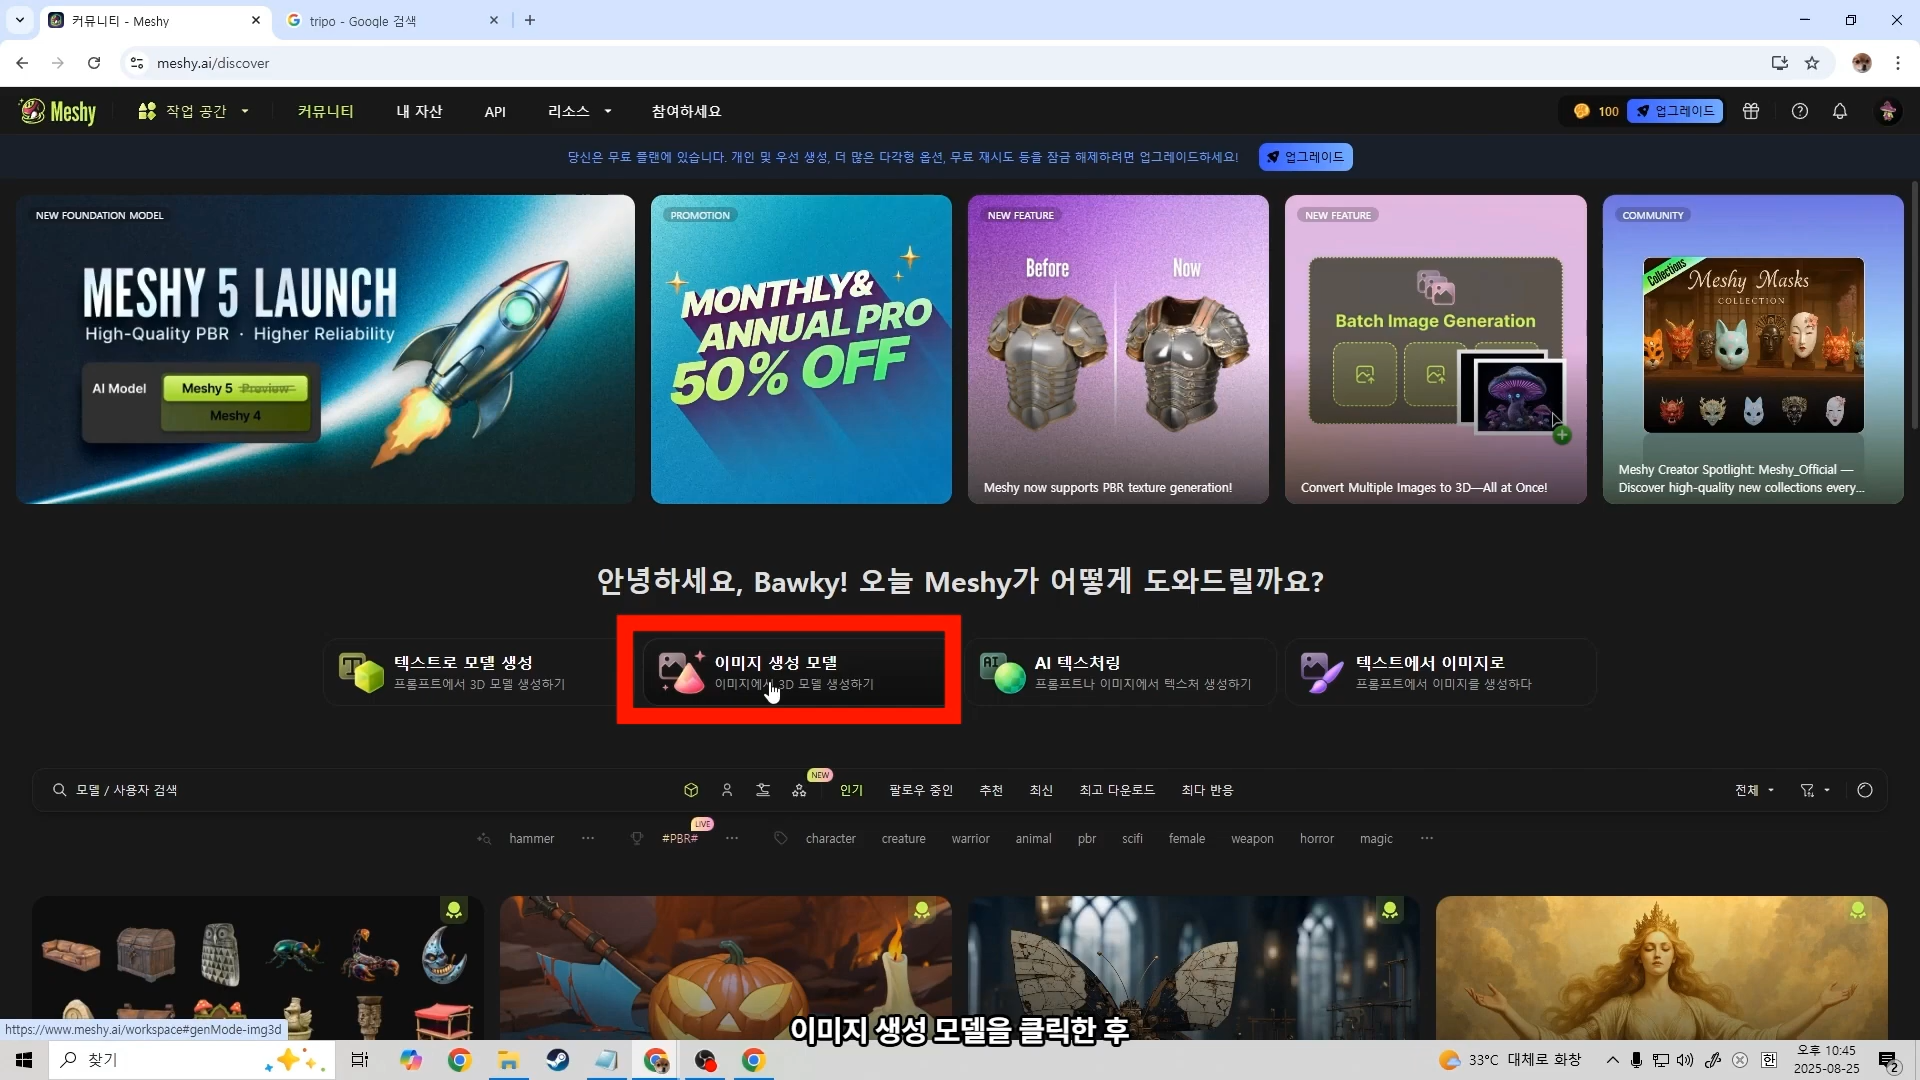 커뮤니티 - Meshy
tripo - Google 검색
meshy.ai/discover
Meshy
작업 공간
커뮤니티
내 자산
API
리소스
참여하세요
100
업그레이드
당신은 무료 플랜에 있습니다. 개인 및 우선 생성, 더 많은 다각형 옵션, 무료 재시도 등을 잠금 해제하려면 업그레이드하세요!
업그레이드
NEW FOUNDATION MODEL
MESHY 5 LAUNCH
High-Quality PBR · Higher Reliability
AI Model
Meshy 5 Preview
Meshy 4
PROMOTION
MONTHLY&
ANNUAL PRO
50% OFF
NEW FEATURE
Before
Now
Meshy now supports PBR texture generation!
NEW FEATURE
Batch Image Generation
Convert Multiple Images to 3D—All at Once!
COMMUNITY
Collections
Meshy Masks
COLLECTION
Meshy Creator Spotlight: Meshy_Official —
Discover high-quality new collections every...
안녕하세요, Bawky! 오늘 Meshy가 어떻게 도와드릴까요?
텍스트로 모델 생성
프롬프트에서 3D 모델 생성하기
이미지 생성 모델
이미지에서 3D 모델 생성하기
AI
AI 텍스처링
프롬프트나 이미지에서 텍스처 생성하기
텍스트에서 이미지로
프롬프트에서 이미지를 생성하다
모델 / 사용자 검색
NEW
인기
팔로우 중인
추천
최신
최고 다운로드
최다 반응
전체
hammer
LIVE
#PBR#
character
creature
warrior
animal
pbr
scifi
female
weapon
horror
magic
https://www.meshy.ai/workspace#genMode-img3d
이미지 생성 모델을 클릭한 후
찾기
33°C 대체로 화창
한
오후 10:45
2025-08-25
2